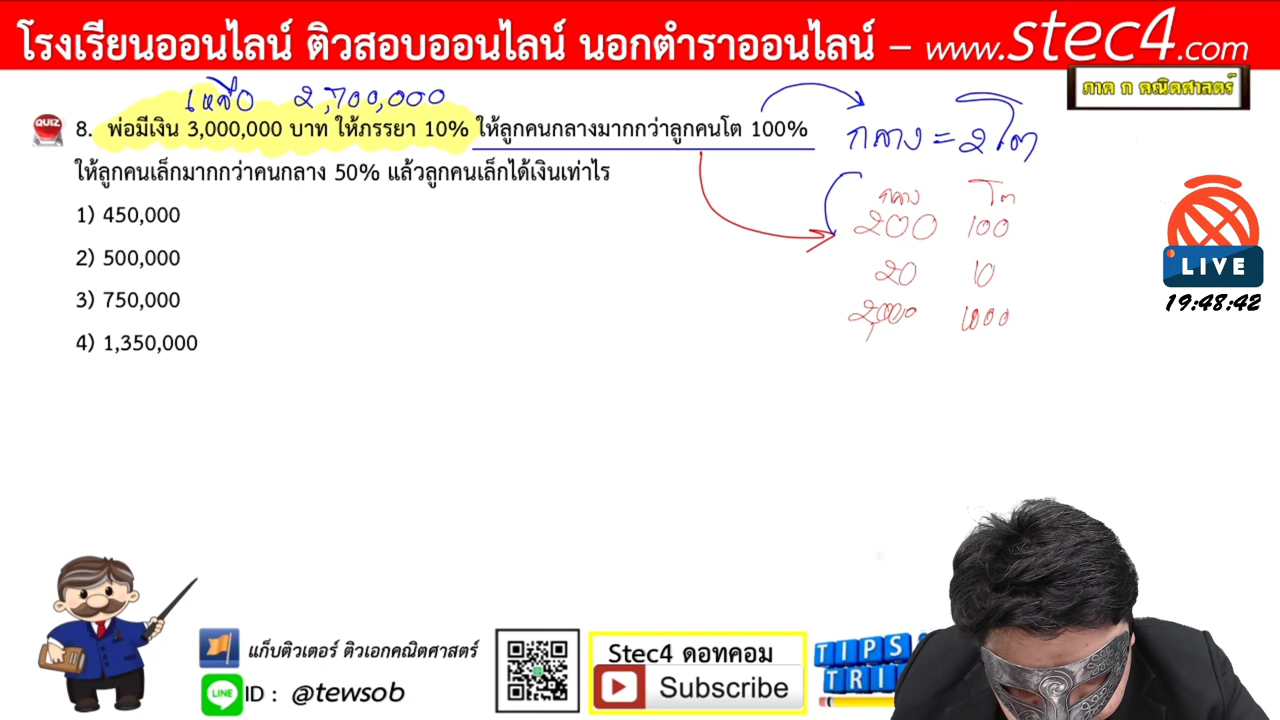 โรงเรียนออนไลน์ ติวสอบออนไลน์ นอกตำราออนไลน์ – www.stec4.com
ภาค ก คณิตศาสตร์
เหลือ 2,700,000
QUIZ
8. พ่อมีเงิน 3,000,000 บาท ให้ภรรยา 10% ให้ลูกคนกลางมากกว่าลูกคนโต 100%
กลาง = 2โต
ให้ลูกคนเล็กมากกว่าคนกลาง 50% แล้วลูกคนเล็กได้เงินเท่าไร
กลาง โต
1) 450,000
200 100
2) 500,000
20 10
3) 750,000
2,000 1000
4) 1,350,000
LIVE
19:48:42
แก็บติวเตอร์ ติวเอกคณิตศาสตร์
LINE ID : @tewsob
Stec4 ดอทคอม
Subscribe
TIPS
TRI